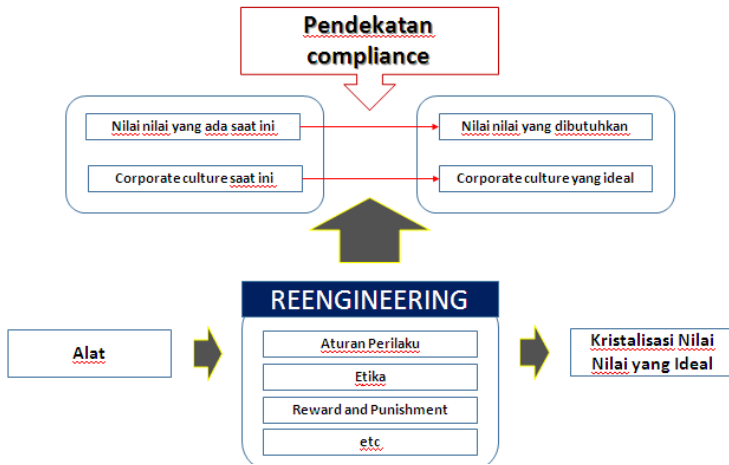 Pendekatan
compliance
Nilai nilai yang ada saat ini
Nilai nilai yang dibutuhkan
Corporate culture saat ini
Corporate culture yang ideal
REENGINEERING
Alat
Aturan Perilaku
Etika
Reward and Punishment
etc
Kristalisasi Nilai
Nilai yang Ideal